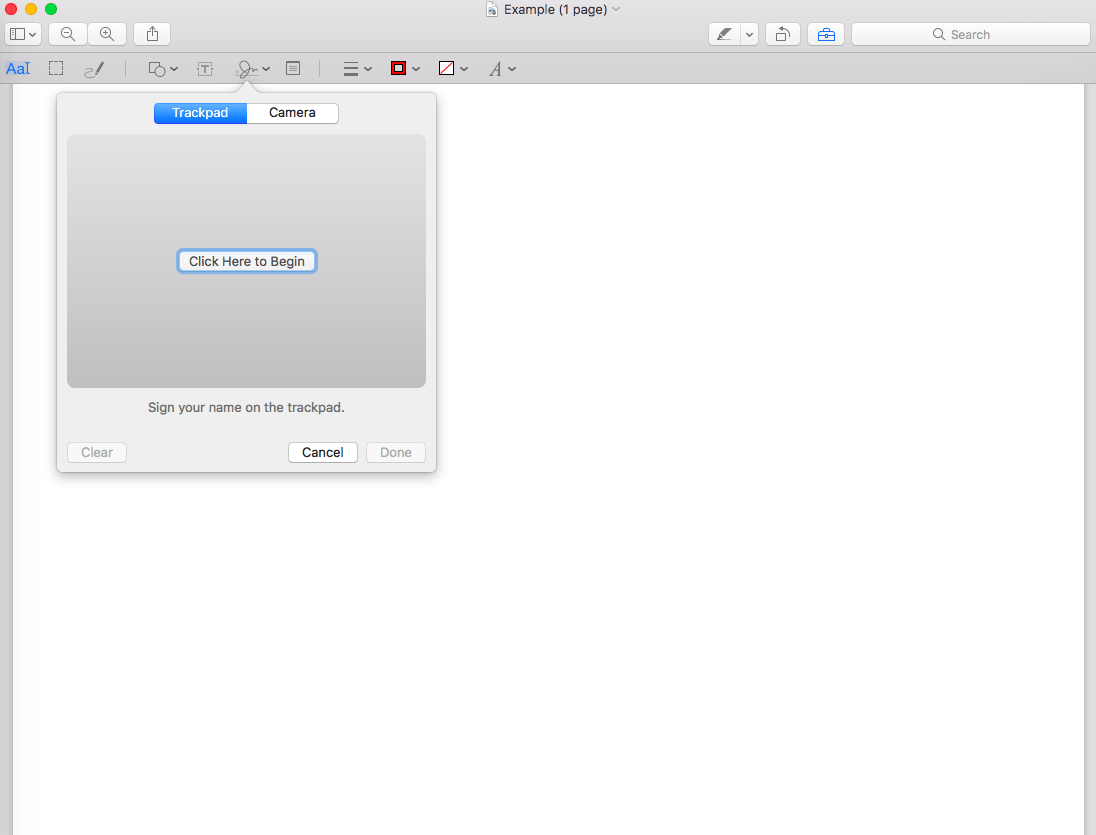 Example (1 page)
Search
AaI
T
A
Trackpad Camera
Click Here to Begin
Sign your name on the trackpad.
Clear Cancel Done